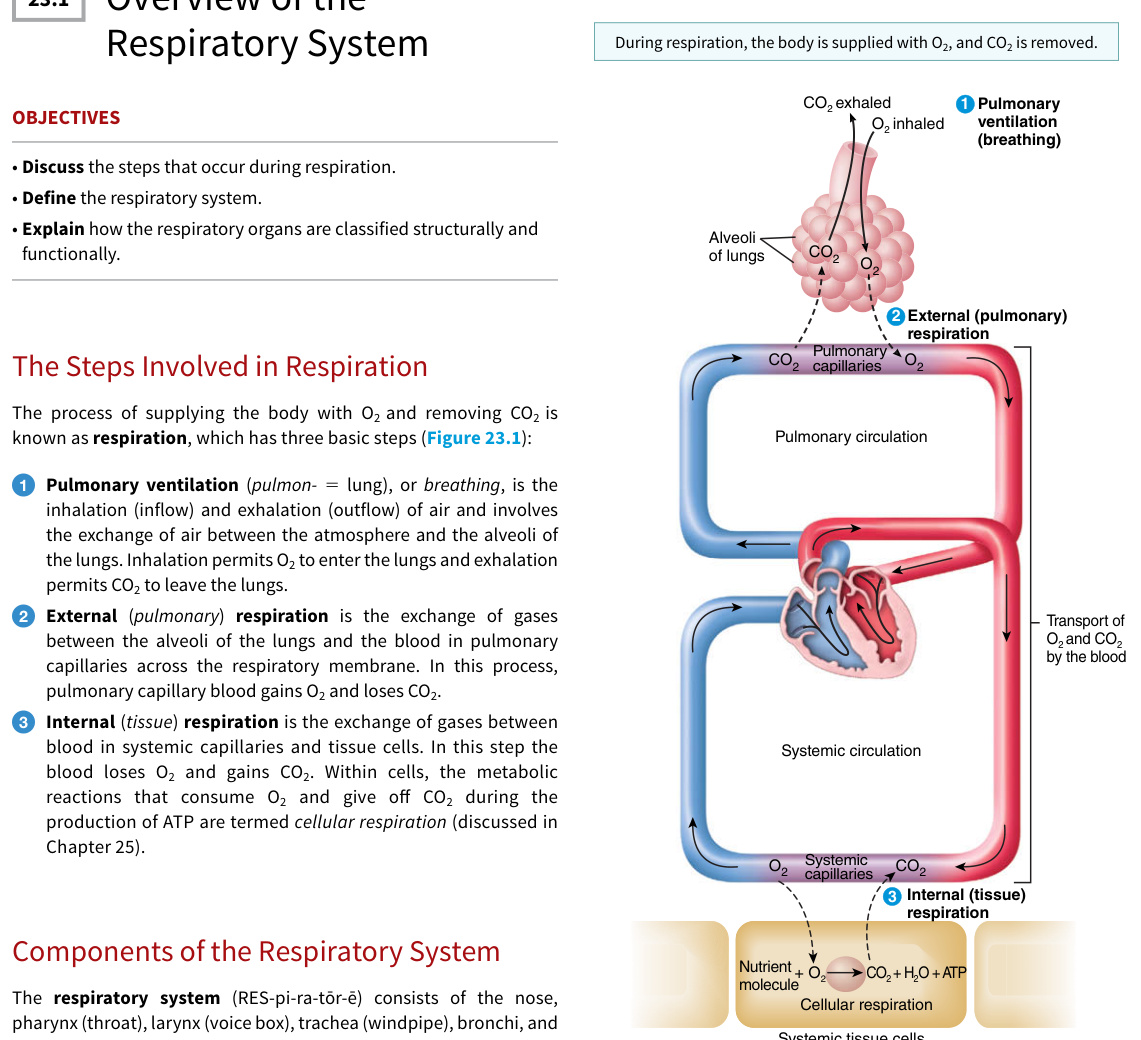 23.1
Overview of the
Respiratory System
OBJECTIVES
• Discuss the steps that occur during respiration.
• Define the respiratory system.
• Explain how the respiratory organs are classified structurally and
functionally.
The Steps Involved in Respiration
The process of supplying the body with O₂ and removing CO₂ is
known as respiration, which has three basic steps (Figure 23.1):
1 Pulmonary ventilation (pulmon- = lung), or breathing, is the
inhalation (inflow) and exhalation (outflow) of air and involves
the exchange of air between the atmosphere and the alveoli of
the lungs. Inhalation permits O₂ to enter the lungs and exhalation
permits CO₂ to leave the lungs.
2 External (pulmonary) respiration is the exchange of gases
between the alveoli of the lungs and the blood in pulmonary
capillaries across the respiratory membrane. In this process,
pulmonary capillary blood gains O₂ and loses CO₂.
3 Internal (tissue) respiration is the exchange of gases between
blood in systemic capillaries and tissue cells. In this step the
blood loses O₂ and gains CO₂. Within cells, the metabolic
reactions that consume O₂ and give off CO₂ during the
production of ATP are termed cellular respiration (discussed in
Chapter 25).
Components of the Respiratory System
The respiratory system (RES-pi-ra-tōr-ē) consists of the nose,
pharynx (throat), larynx (voice box), trachea (windpipe), bronchi, and
During respiration, the body is supplied with O₂, and CO₂ is removed.
CO₂ exhaled
O₂ inhaled
1 Pulmonary
ventilation
(breathing)
Alveoli
of lungs
CO₂
O₂
2 External (pulmonary)
respiration
CO₂
Pulmonary
capillaries
O₂
Pulmonary circulation
Transport of
O₂ and CO₂
by the blood
Systemic circulation
O₂
Systemic
capillaries
CO₂
3 Internal (tissue)
respiration
Nutrient
molecule
+ O₂
CO₂ + H₂O + ATP
Cellular respiration
Systemic tissue cells